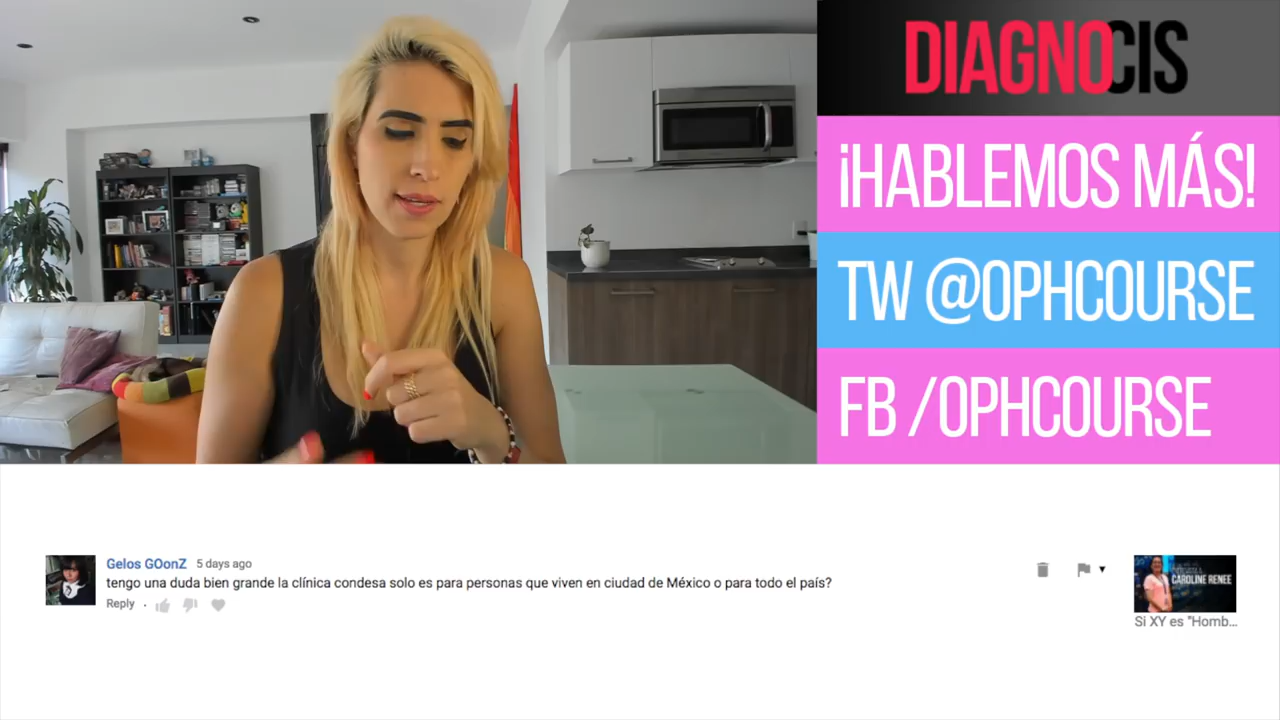 DIAGNOCIS
¡HABLEMOS MÁS!
TW @OPHCOURSE
FB /OPHCOURSE
Gelos GOonZ 5 days ago
tengo una duda bien grande la clínica condesa solo es para personas que viven en ciudad de México o para todo el país?
Reply
CAROLINE RENEE
Si XY es "Homb...